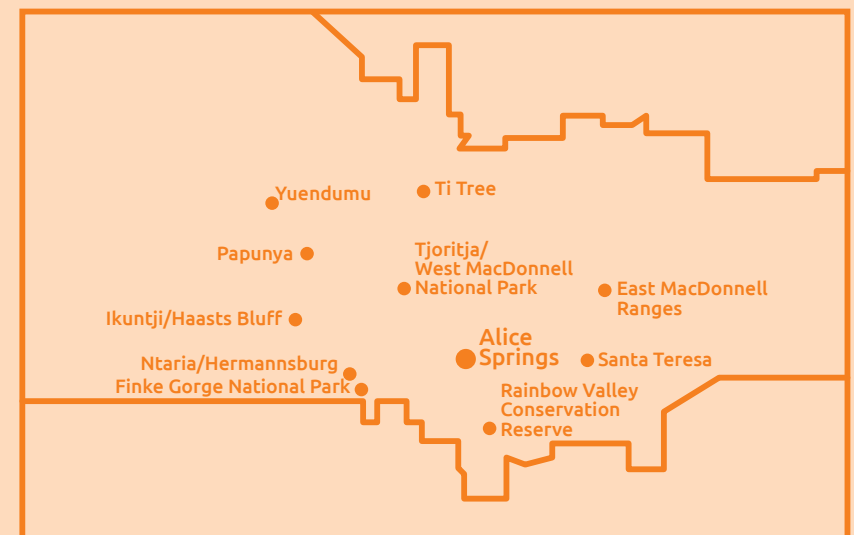 Yuendumu
Ti Tree
Papunya
Tjoritja/
West MacDonnell
National Park
East MacDonnell
Ranges
Ikuntji/Haasts Bluff
Alice
Springs
Santa Teresa
Ntaria/Hermannsburg
Finke Gorge National Park
Rainbow Valley
Conservation
Reserve